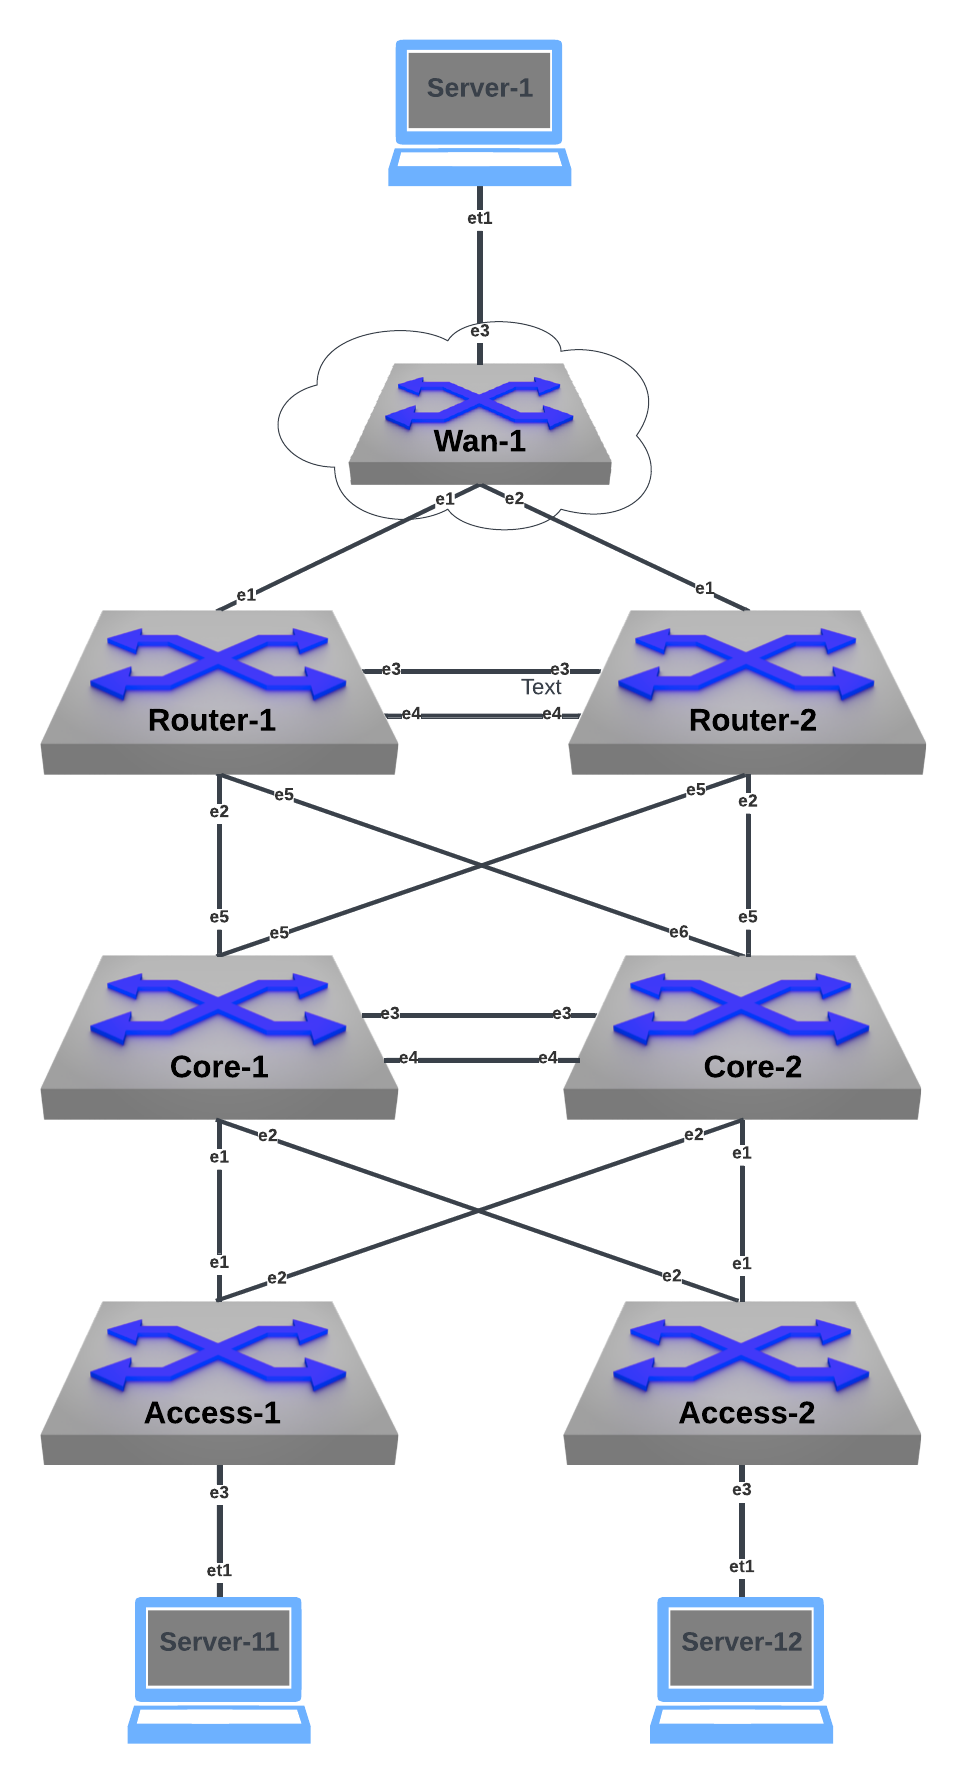 Server-1
et1
e3
Wan-1
e1
e2
e1
e1
e3
e3
Text
e4
e4
Router-1
Router-2
e5
e5
e2
e2
e5
e5
e5
e6
e3
e3
e4
e4
Core-1
Core-2
e2
e2
e1
e1
e1
e2
e2
e1
Access-1
Access-2
e3
e3
et1
et1
Server-11
Server-12